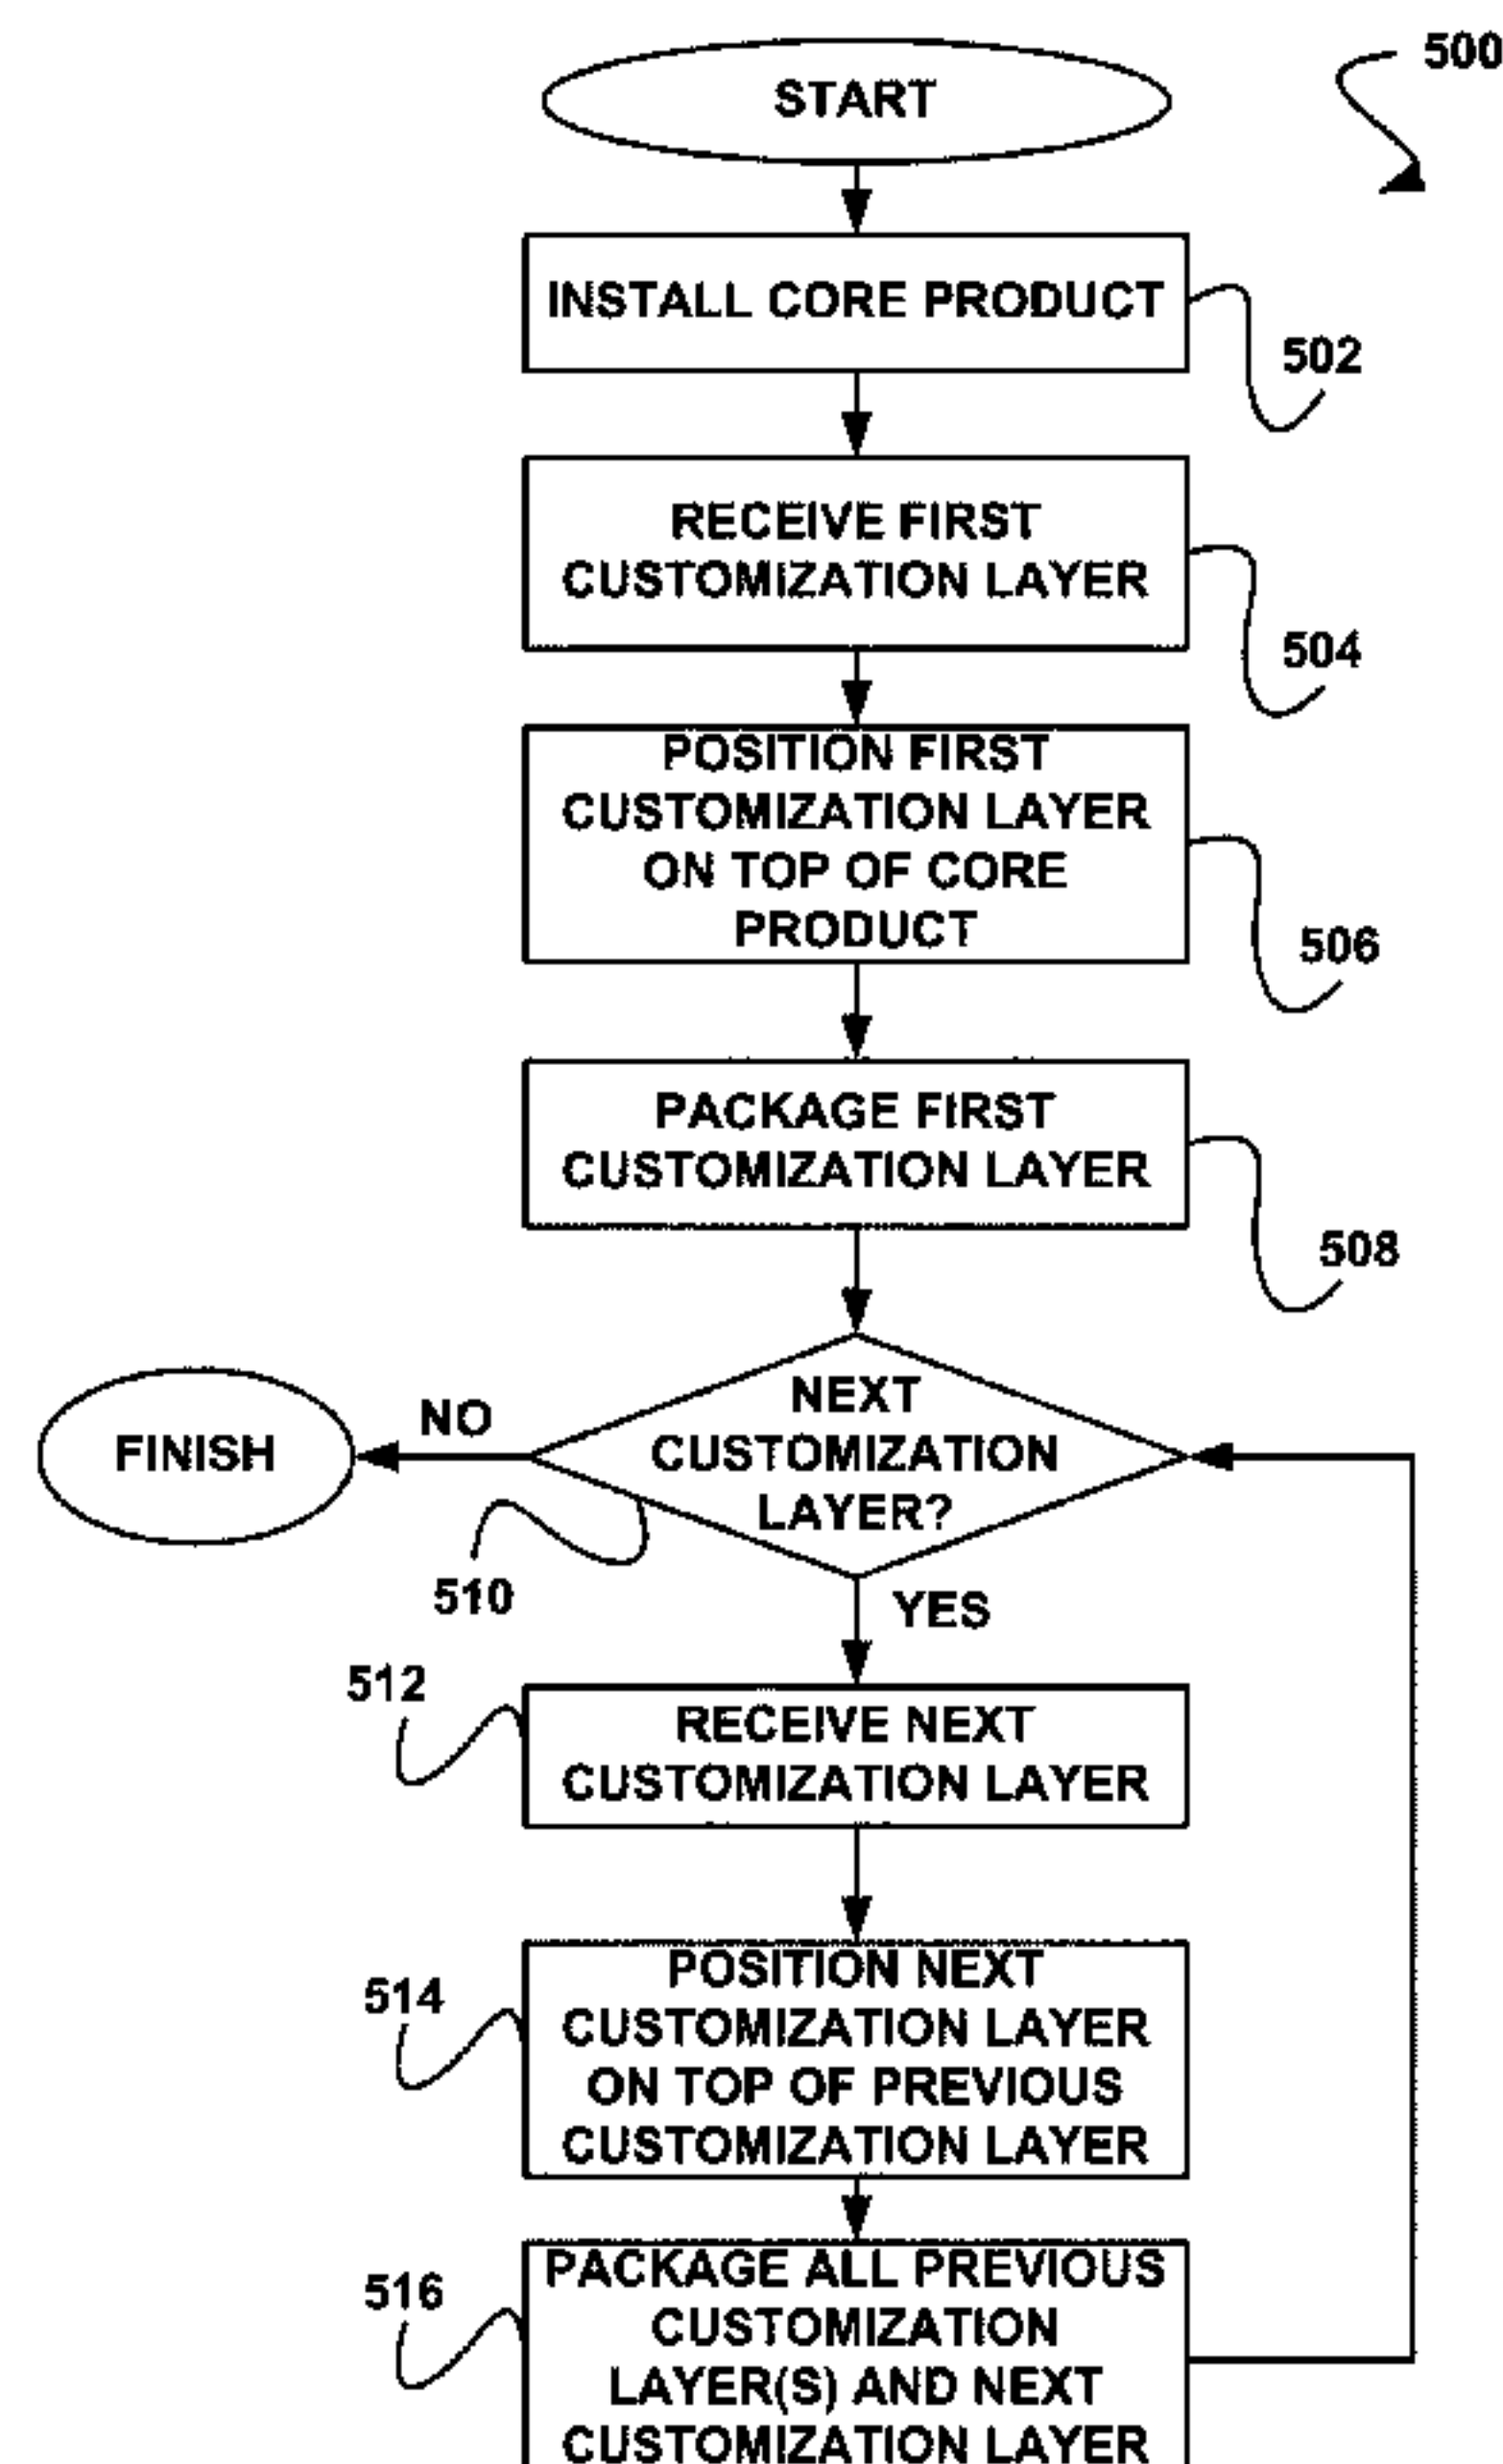 500
START
INSTALL CORE PRODUCT
502
RECEIVE FIRST
CUSTOMIZATION LAYER
504
POSITION FIRST
CUSTOMIZATION LAYER
ON TOP OF CORE
PRODUCT
506
PACKAGE FIRST
CUSTOMIZATION LAYER
508
NEXT
CUSTOMIZATION
LAYER?
NO
FINISH
510
YES
512
RECEIVE NEXT
CUSTOMIZATION LAYER
514
POSITION NEXT
CUSTOMIZATION LAYER
ON TOP OF PREVIOUS
CUSTOMIZATION LAYER
516
PACKAGE ALL PREVIOUS
CUSTOMIZATION
LAYER(S) AND NEXT
CUSTOMIZATION LAYER